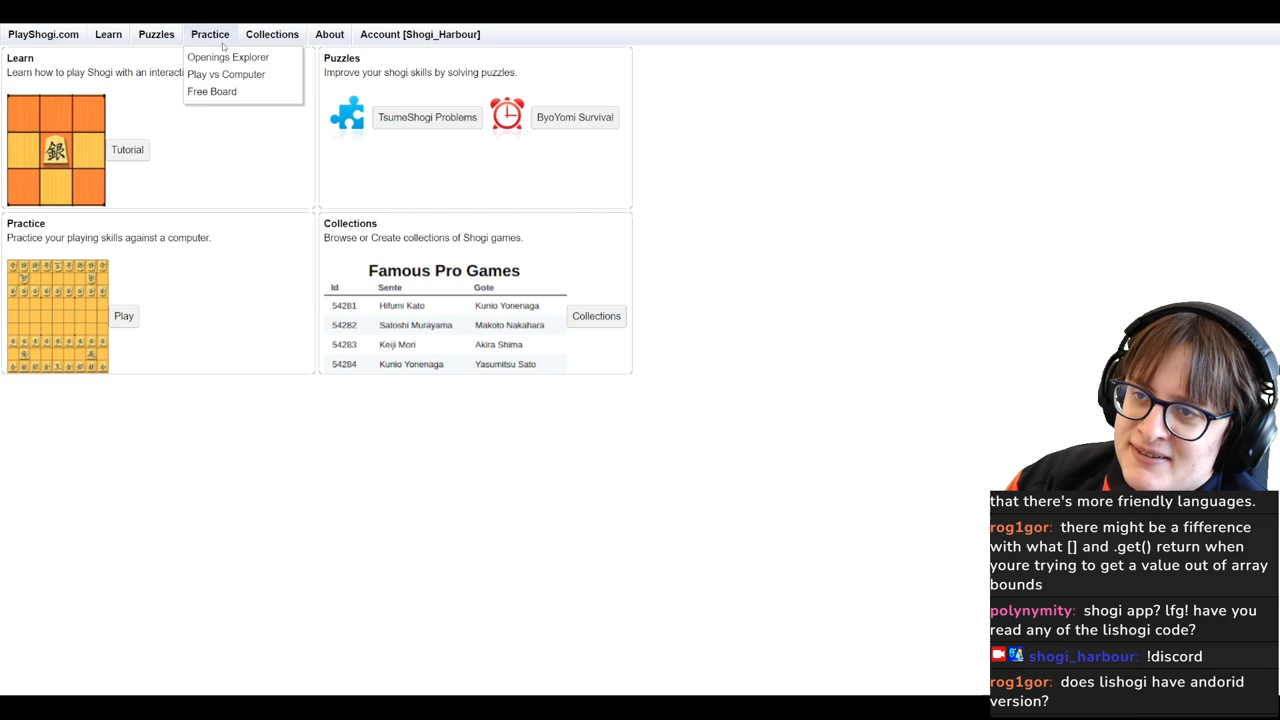 PlayShogi.com Learn Puzzles Practice Collections About Account [Shogi_Harbour]
Openings Explorer
Play vs Computer
Free Board
Learn
Learn how to play Shogi with an interacti
銀
Tutorial
Puzzles
Improve your shogi skills by solving puzzles.
TsumeShogi Problems
ByoYomi Survival
Practice
Practice your playing skills against a computer.
Play
Collections
Browse or Create collections of Shogi games.
Famous Pro Games
Id Sente Gote
54281 Hifumi Kato Kunio Yonenaga
54282 Satoshi Murayama Makoto Nakahara
54283 Keiji Mori Akira Shima
54284 Kunio Yonenaga Yasumitsu Sato
Collections
that there's more friendly languages.
rog1gor: there might be a fifference
with what [] and .get() return when
youre trying to get a value out of array
bounds
polynymity: shogi app? lfg! have you
read any of the lishogi code?
shogi_harbour: !discord
rog1gor: does lishogi have andorid
version?